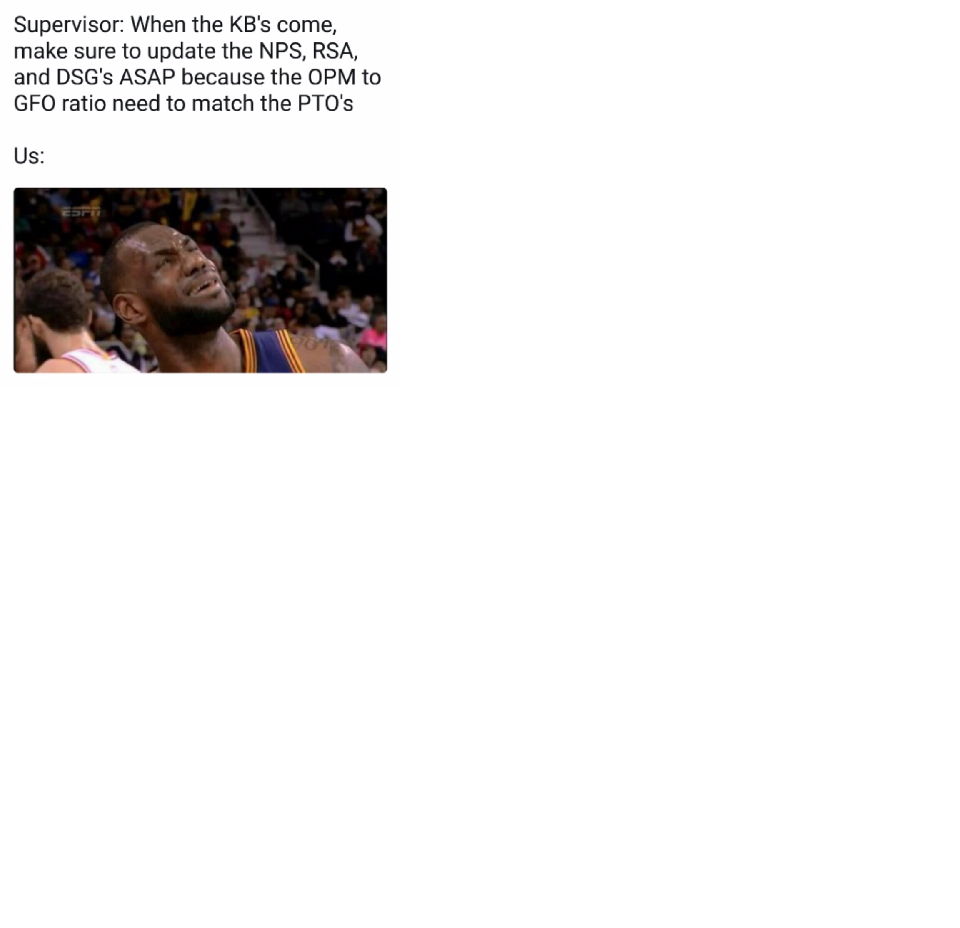 Supervisor: When the KB's come,
make sure to update the NPS, RSA,
and DSG's ASAP because the OPM to
GFO ratio need to match the PTO's
Us:
ESPN